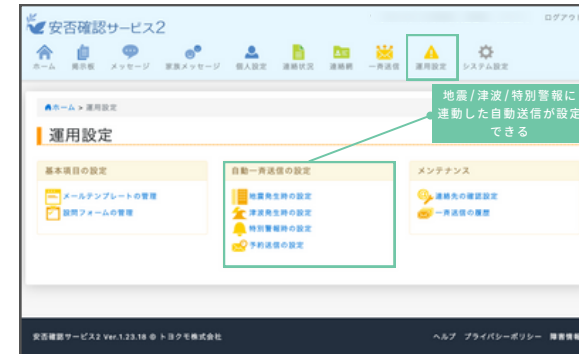 安否確認サービス2
ログアウ
ホーム 掲示板 メッセージ 家族メッセージ 個人設定 連絡状況 連絡網 一斉送信 運用設定 システム設定
地震/津波/特別警報に
連動した自動送信が設定
できる
ホーム > 運用設定
運用設定
基本項目の設定
メールテンプレートの管理
設問フォームの管理
自動一斉送信の設定
地震発生時の設定
津波発生時の設定
特別警報時の設定
予約送信の設定
メンテナンス
連絡先の確認設定
一斉送信の履歴
安否確認サービス2 Ver.1.23.18 © トヨクモ株式会社
ヘルプ プライバシーポリシー 障害情報